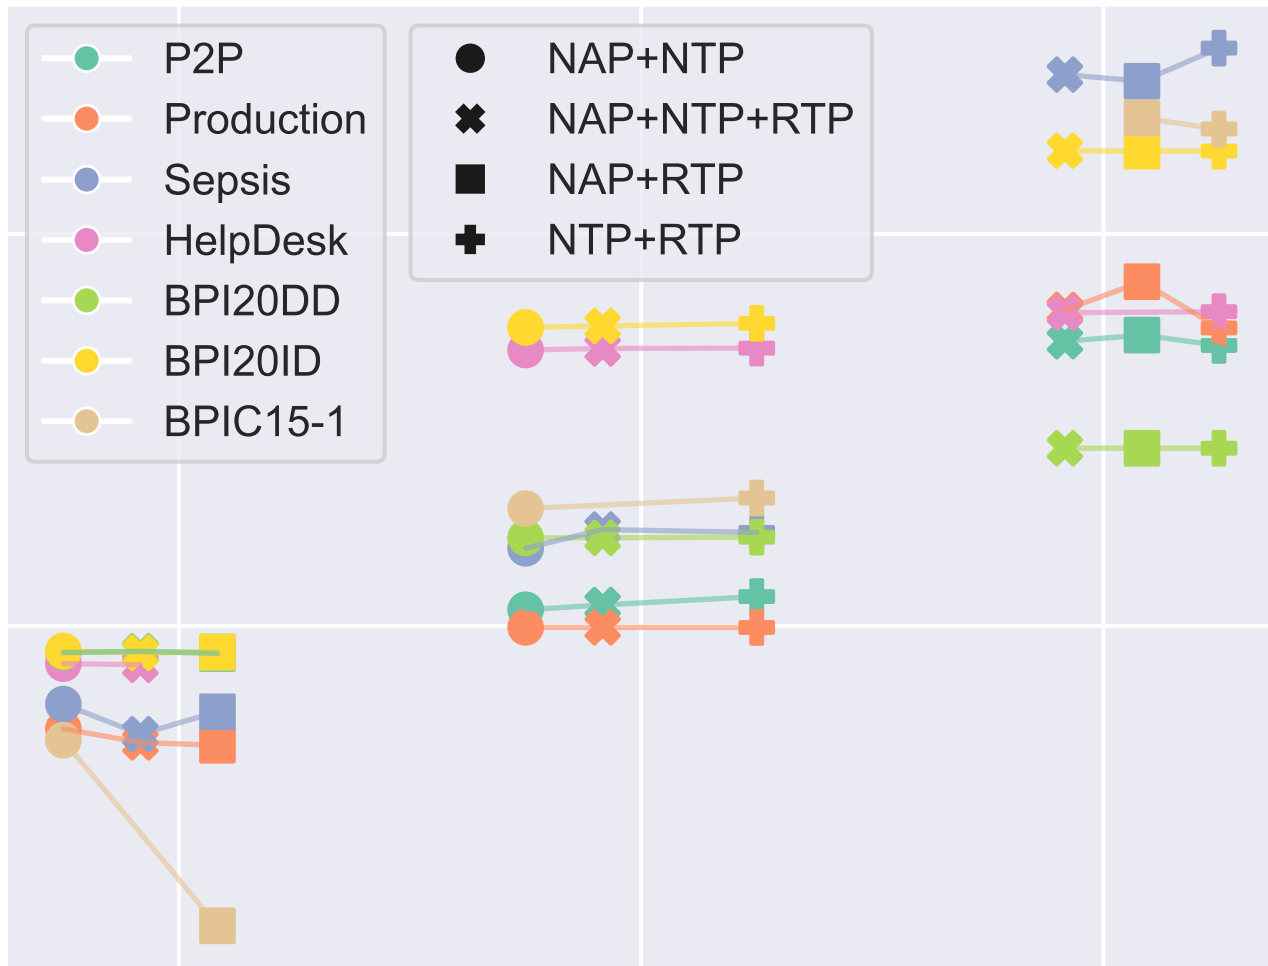 P2P
Production
Sepsis
HelpDesk
BPI20DD
BPI20ID
BPIC15-1
NAP+NTP
NAP+NTP+RTP
NAP+RTP
NTP+RTP